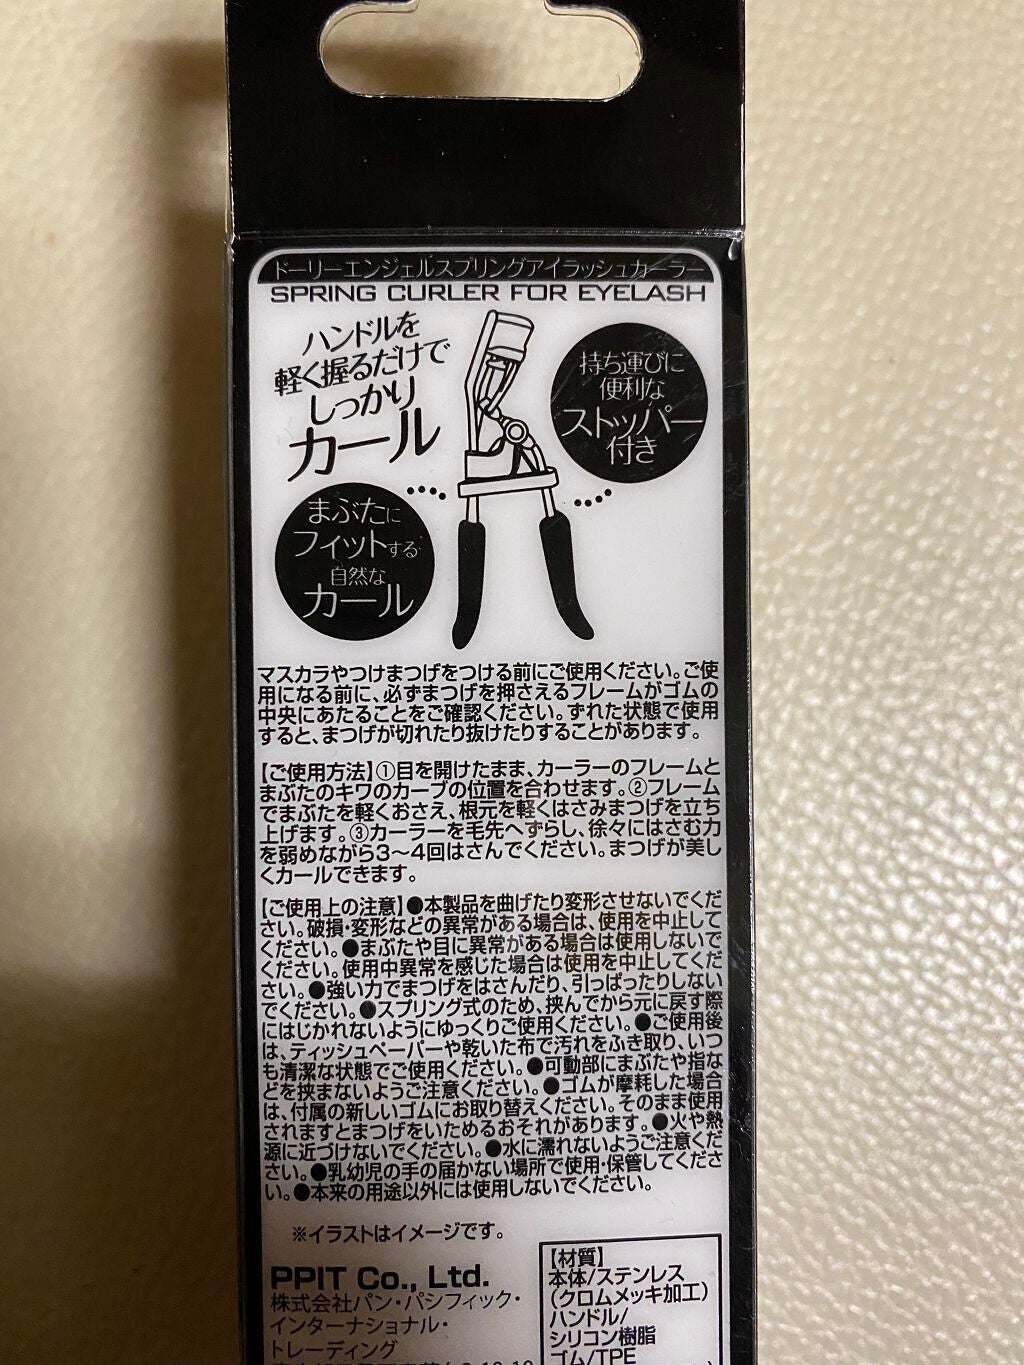 ドーリーエンジェルスプリングアイラッシュカーラー
SPRING CURLER FOR EYELASH
ハンドルを
軽く握るだけで
しっかり
カール
持ち運びに
便利な
ストッパー
付き
まぶたに
フィットする
自然な
カール
マスカラやつけまつげをつける前にご使用ください。ご使
用になる前に、必ずまつげを押さえるフレームがゴムの
中央にあたることをご確認ください。ずれた状態で使用
すると、まつげが切れたり抜けたりすることがあります。
【ご使用方法】①目を開けたまま、カーラーのフレームと
まぶたのキワのカーブの位置を合わせます。②フレーム
でまぶたを軽くおさえ、根元を軽くはさみまつげを立ち
上げます。③カーラーを毛先へずらし、徐々にはさむ力
を弱めながら3～4回はさんでください。まつげが美し
くカールできます。
【ご使用上の注意】●本製品を曲げたり変形させないでくだ
さい。破損・変形などの異常がある場合は、使用を中止して
ください。●まぶたや目に異常がある場合は使用しないで
ください。使用中異常を感じた場合は使用を中止してくだ
さい。●強い力でまつげをはさんだり、引っぱったりしない
でください。●スプリング式のため、挟んでから元に戻す際
にはじかれないようにゆっくりご使用ください。●ご使用後
は、ティッシュペーパーや乾いた布で汚れをふき取り、いつ
も清潔な状態でご使用ください。●可動部にまぶたや指な
どを挟まないようご注意ください。●ゴムが摩耗した場合
は、付属の新しいゴムにお取り替えください。そのまま使用
されますとまつげをいためるおそれがあります。●火や熱
源に近づけないでください。●水に濡れないようご注意くだ
さい。●乳幼児の手の届かない場所で使用・保管してくださ
い。●本来の用途以外には使用しないでください。
※イラストはイメージです。
PPIT Co., Ltd.
株式会社パン・パシフィック・
インターナショナル・
トレーディング
【材質】
本体/ステンレス
(クロムメッキ加工)
ハンドル/
シリコン樹脂
ゴム/TPE